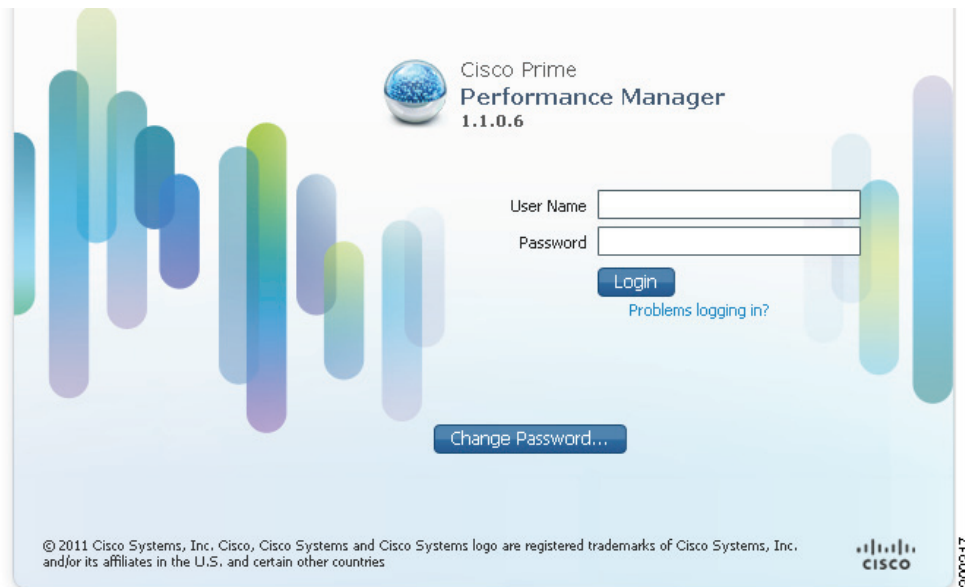 Cisco Prime
Performance Manager
1.1.0.6
User Name
Password
Login
Problems logging in?
Change Password...
© 2011 Cisco Systems, Inc. Cisco, Cisco Systems and Cisco Systems logo are registered trademarks of Cisco Systems, Inc.
and/or its affiliates in the U.S. and certain other countries
CISCO